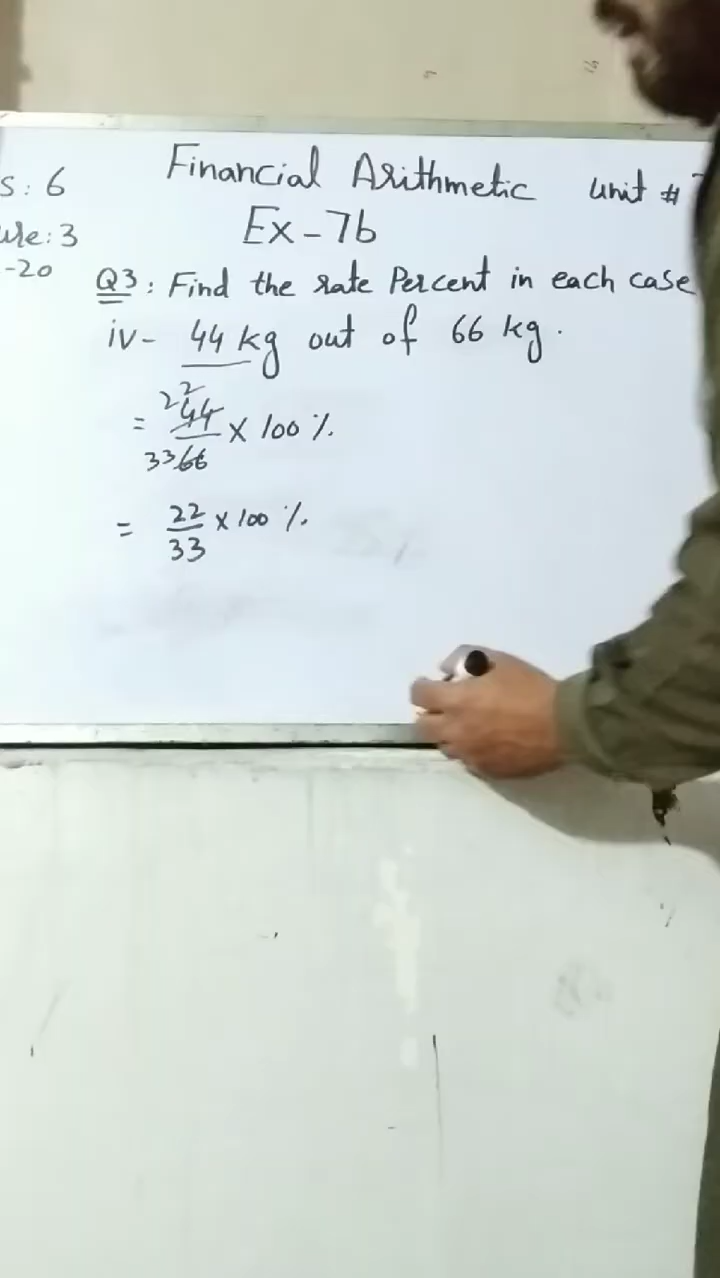 s: 6 Financial Arithmetic unit #
ure: 3 Ex-7b
-20 Q3: Find the rate Percent in each case
iv- 44 kg out of 66 kg.
= 22 44 / 33 66 x 100 %
= 22/33 x 100 %